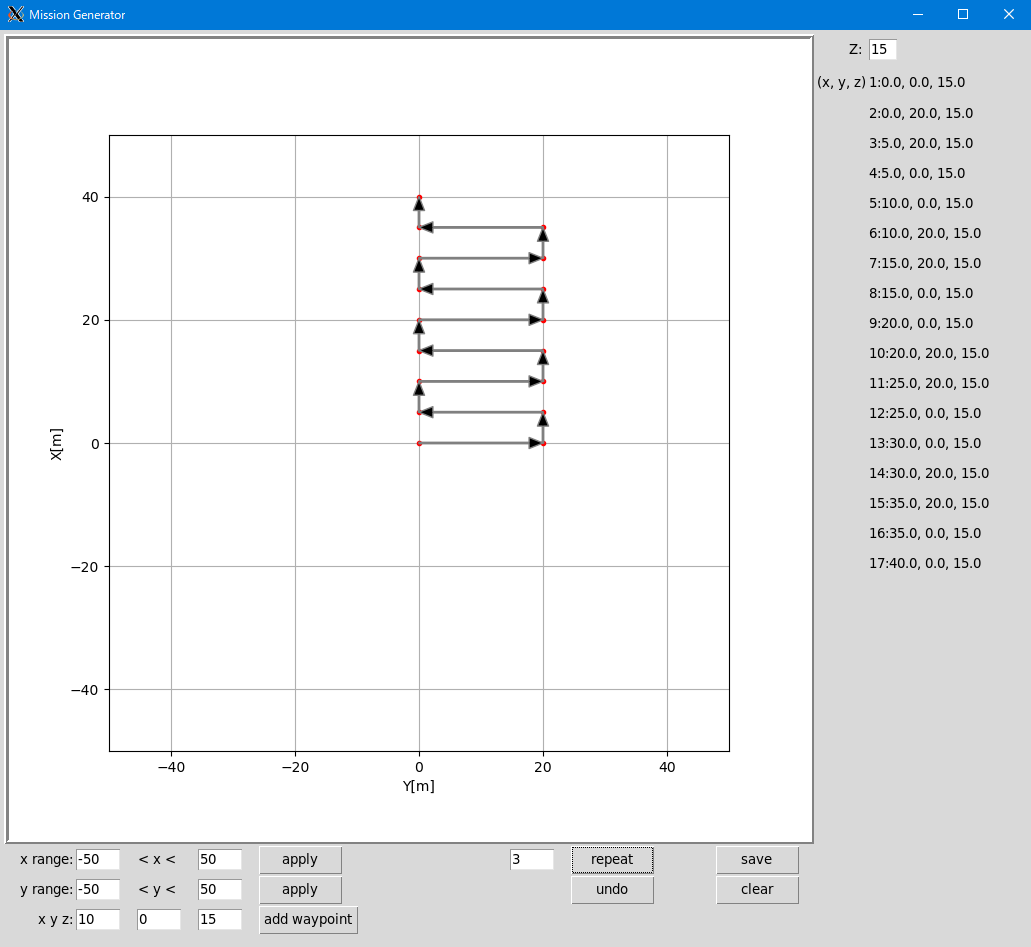 Mission Generator
Z: 15
(x, y, z) 1:0.0, 0.0, 15.0
2:0.0, 20.0, 15.0
3:5.0, 20.0, 15.0
4:5.0, 0.0, 15.0
5:10.0, 0.0, 15.0
6:10.0, 20.0, 15.0
7:15.0, 20.0, 15.0
8:15.0, 0.0, 15.0
9:20.0, 0.0, 15.0
10:20.0, 20.0, 15.0
11:25.0, 20.0, 15.0
12:25.0, 0.0, 15.0
13:30.0, 0.0, 15.0
14:30.0, 20.0, 15.0
15:35.0, 20.0, 15.0
16:35.0, 0.0, 15.0
17:40.0, 0.0, 15.0
40
20
0
−20
−40
X[m]
−40 −20 0 20 40
Y[m]
x range: -50 < x < 50 apply 3 repeat save
y range: -50 < y < 50 apply undo clear
x y z: 10 0 15 add waypoint